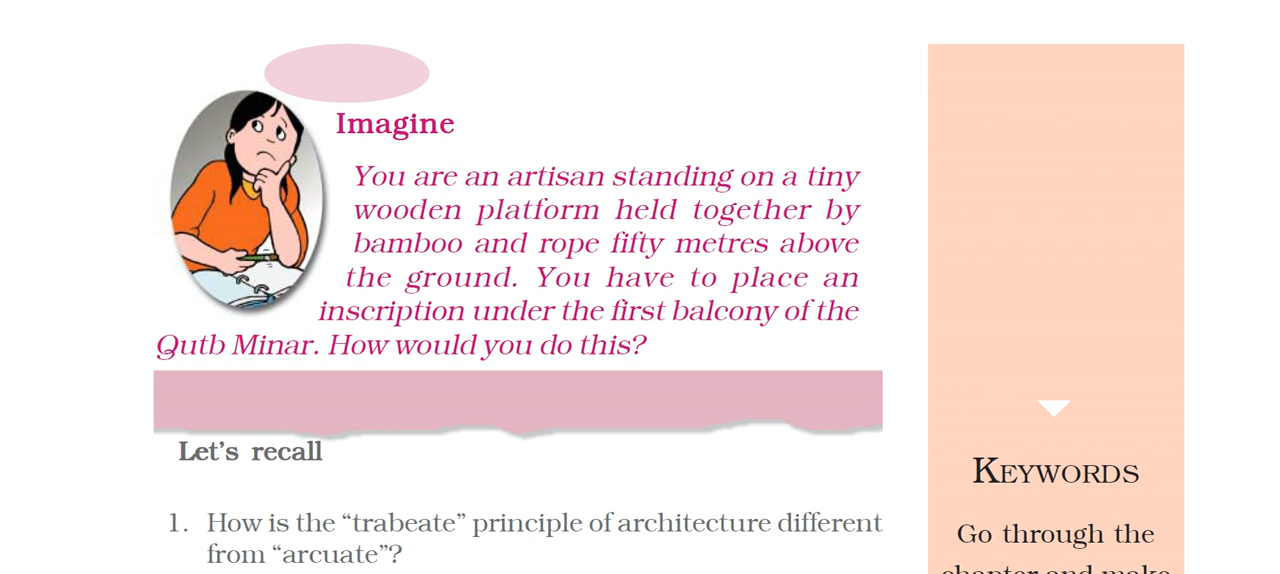 Imagine
You are an artisan standing on a tiny
wooden platform held together by
bamboo and rope fifty metres above
the ground. You have to place an
inscription under the first balcony of the
Qutb Minar. How would you do this?
Let's recall
1. How is the “trabeate” principle of architecture different
from “arcuate”?
KEYWORDS
Go through the
chapter and make